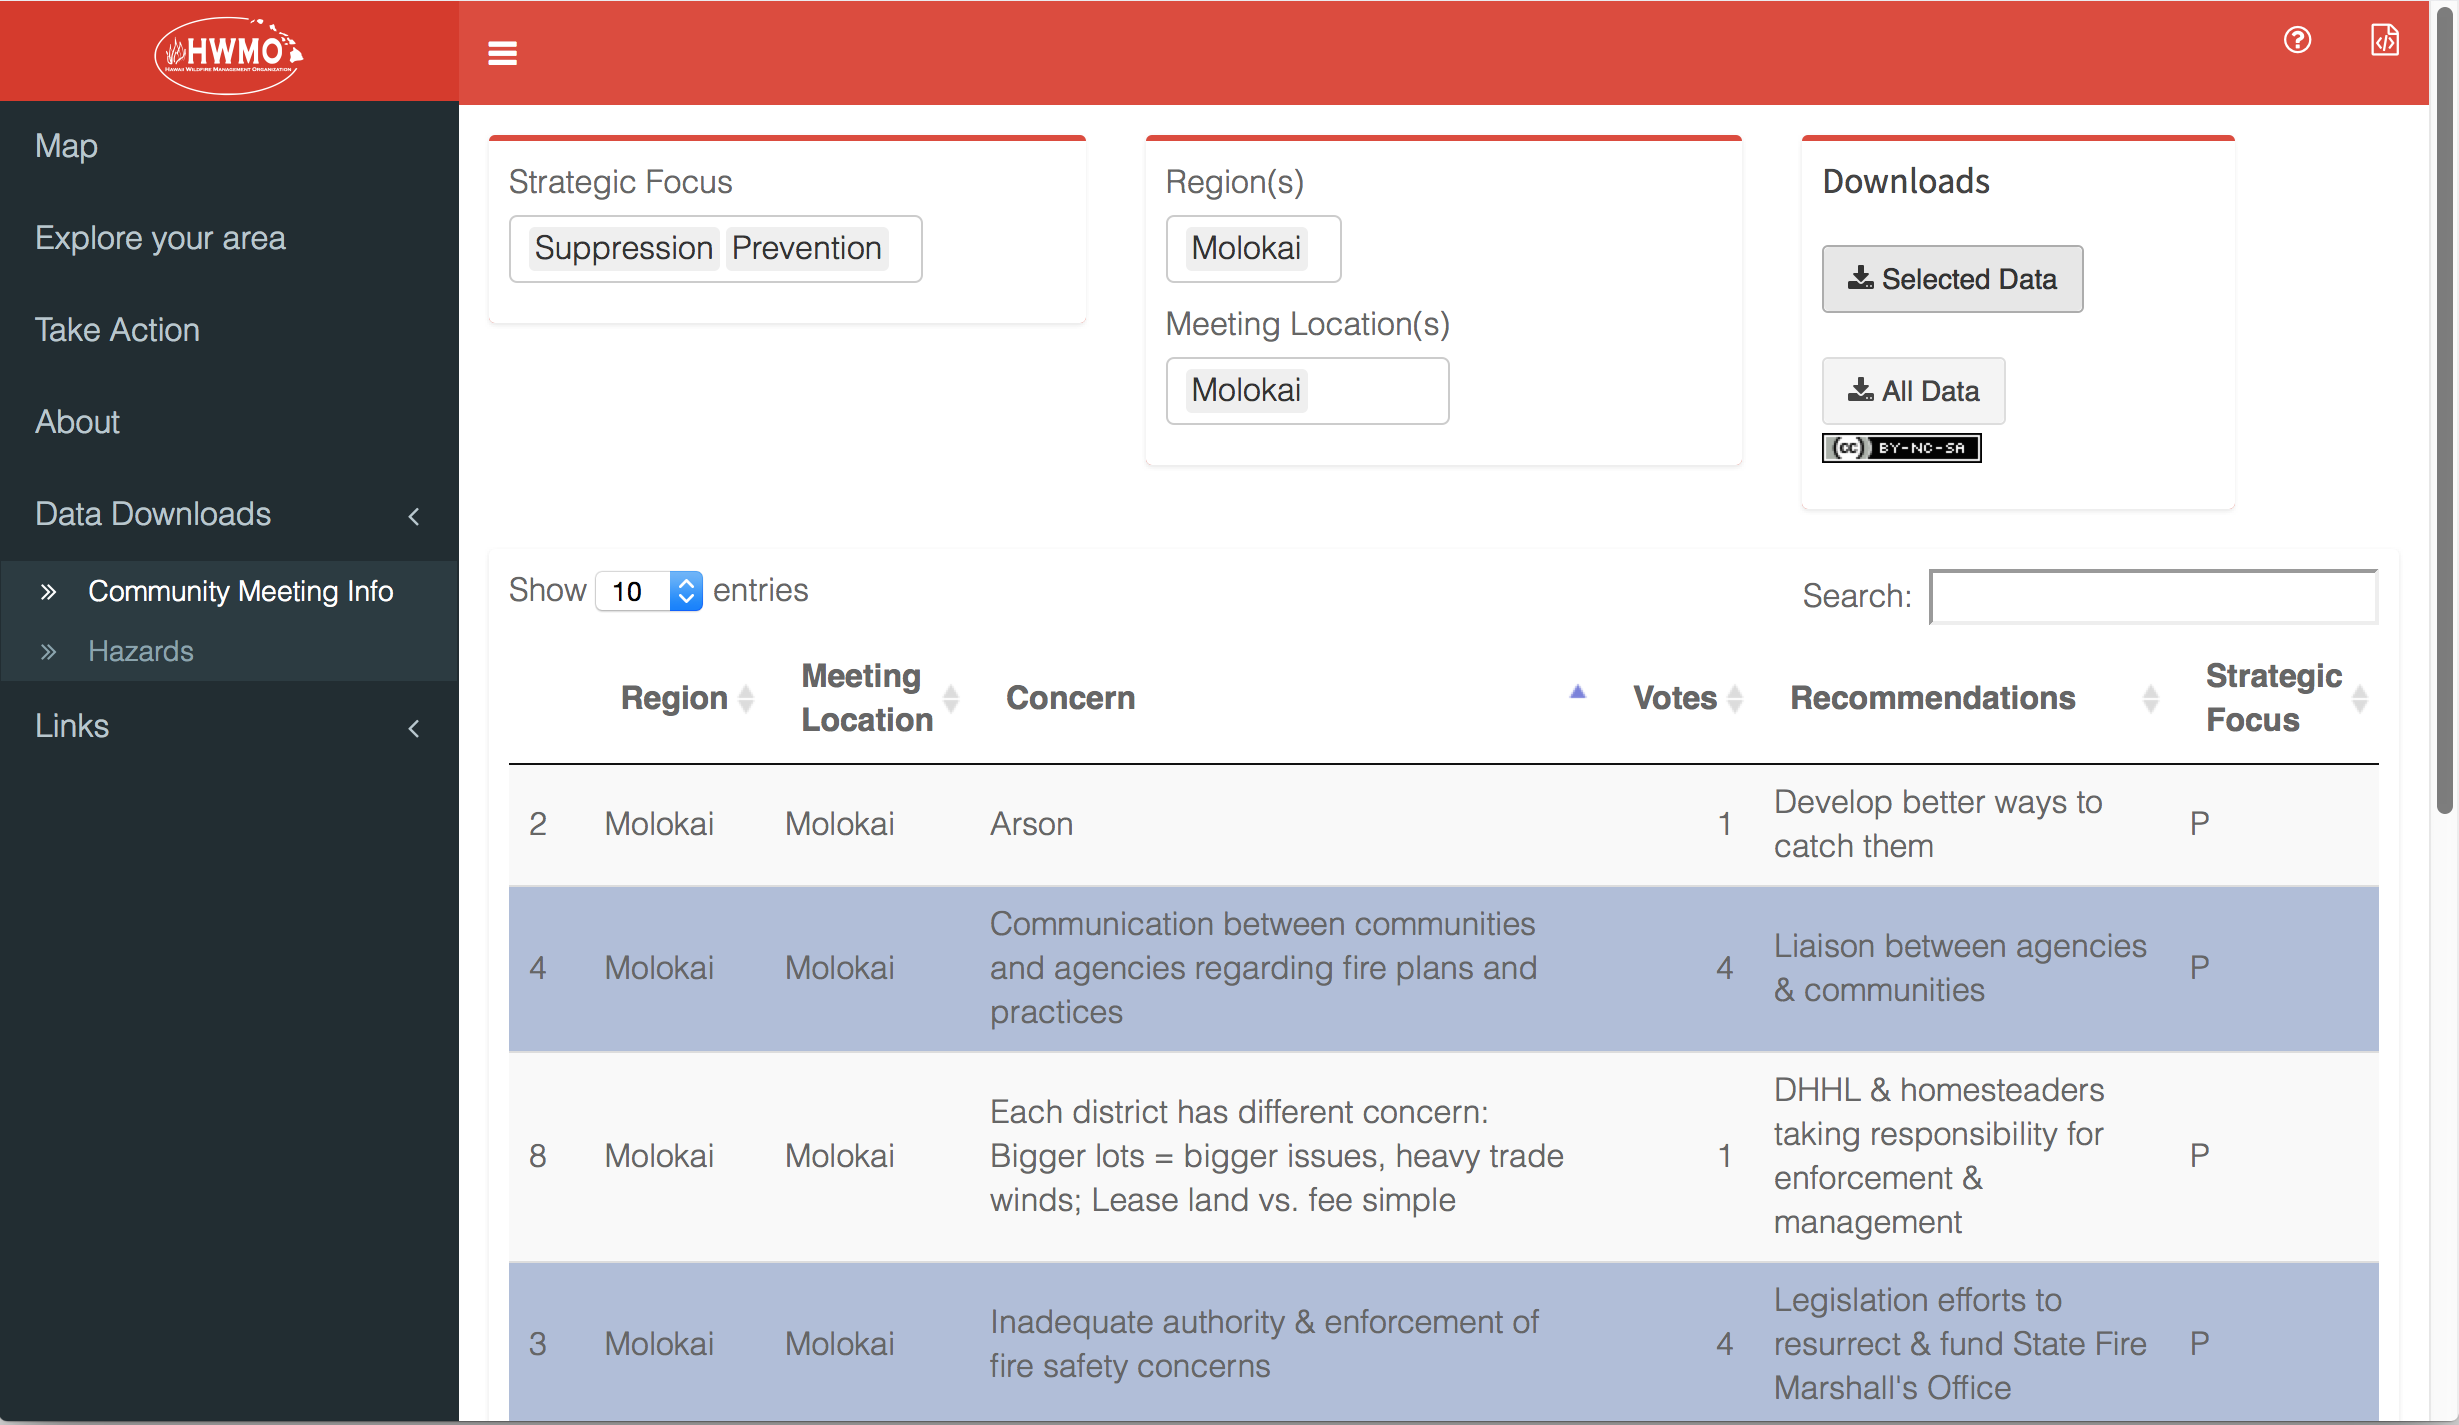 HWMO
HAWAII WILDFIRE MANAGEMENT ORGANIZATION
Map
Explore your area
Take Action
About
Data Downloads
Community Meeting Info
Hazards
Links
Strategic Focus
Suppression Prevention
Region(s)
Molokai
Meeting Location(s)
Molokai
Downloads
Selected Data
All Data
(cc) BY-NC-SA
Show 10 entries
Search:
Region
Meeting
Location
Concern
Votes
Recommendations
Strategic
Focus
2 Molokai Molokai Arson 1
Develop better ways to
catch them
P
4 Molokai Molokai
Communication between communities
and agencies regarding fire plans and
practices
4
Liaison between agencies
& communities
P
8 Molokai Molokai
Each district has different concern:
Bigger lots = bigger issues, heavy trade
winds; Lease land vs. fee simple
1
DHHL & homesteaders
taking responsibility for
enforcement &
management
P
3 Molokai Molokai
Inadequate authority & enforcement of
fire safety concerns
4
Legislation efforts to
resurrect & fund State Fire
Marshall's Office
P